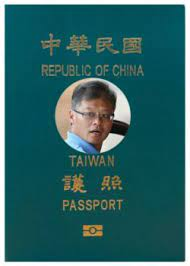 中華民國
REPUBLIC OF CHINA
TAIWAN
護照
PASSPORT